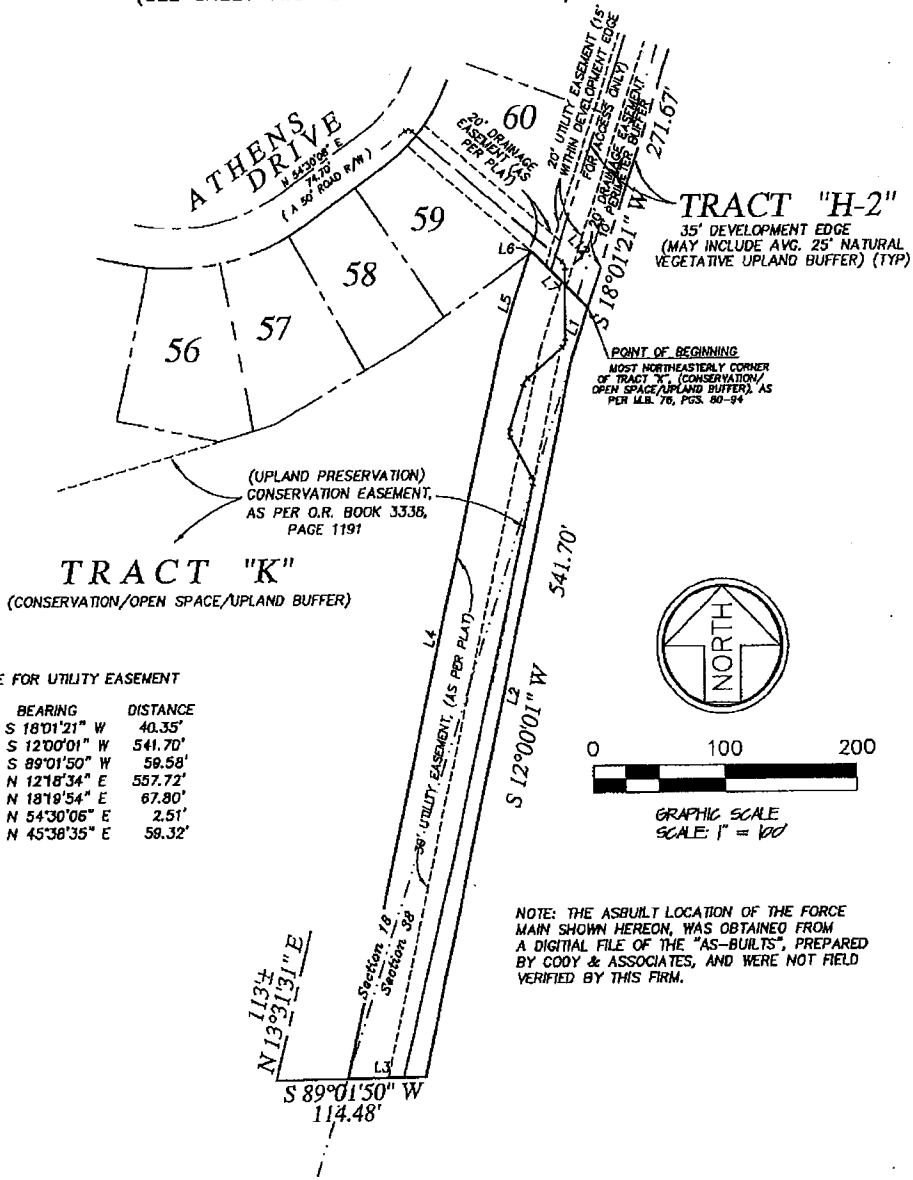 ATHENS
DRIVE
N 54°30'06" E
74.70'
( A 50' ROAD R/W )
60
20' DRAINAGE
EASEMENT (AS
PER PLAT)
20' UTILITY EASEMENT (15'
WITHIN DEVELOPMENT EDGE
FOR/ACCESS ONLY)
20' DRAINAGE EASEMENT
PERIMETER BUFFER
271.67'
S 18°01'21" W
TRACT "H-2"
35' DEVELOPMENT EDGE
(MAY INCLUDE AVG. 25' NATURAL
VEGETATIVE UPLAND BUFFER) (TYP)
59
58
57
56
L6
L7
L5
L1
POINT OF BEGINNING
MOST NORTHEASTERLY CORNER
OF TRACT "K", (CONSERVATION/
OPEN SPACE/UPLAND BUFFER), AS
PER M.B. 76, PGS. 80-94
(UPLAND PRESERVATION)
CONSERVATION EASEMENT,
AS PER O.R. BOOK 3338,
PAGE 1191
TRACT "K"
(CONSERVATION/OPEN SPACE/UPLAND BUFFER)
L4
541.70'
L2
S 12°00'01" W
UTILITY EASEMENT, (AS PER PLAT)
NORTH
E FOR UTILITY EASEMENT
BEARING DISTANCE
S 18°01'21" W 40.35'
S 12°00'01" W 541.70'
S 89°01'50" W 59.58'
N 12°18'34" E 557.72'
N 18°19'54" E 67.80'
N 54°30'06" E 2.51'
N 45°38'35" E 59.32'
0 100 200
GRAPHIC SCALE
SCALE: 1" = 100'
NOTE: THE ASBUILT LOCATION OF THE FORCE
MAIN SHOWN HEREON, WAS OBTAINED FROM
A DIGITIAL FILE OF THE "AS-BUILTS", PREPARED
BY CODY & ASSOCIATES, AND WERE NOT FIELD
VERIFIED BY THIS FIRM.
Section 18
Section 38
113'±
N 13°31'31" E
L3
S 89°01'50" W
114.48'